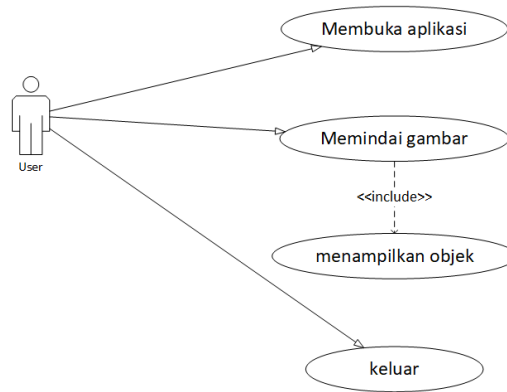 Membuka aplikasi
User
Memindai gambar
<<include>>
menampilkan objek
keluar